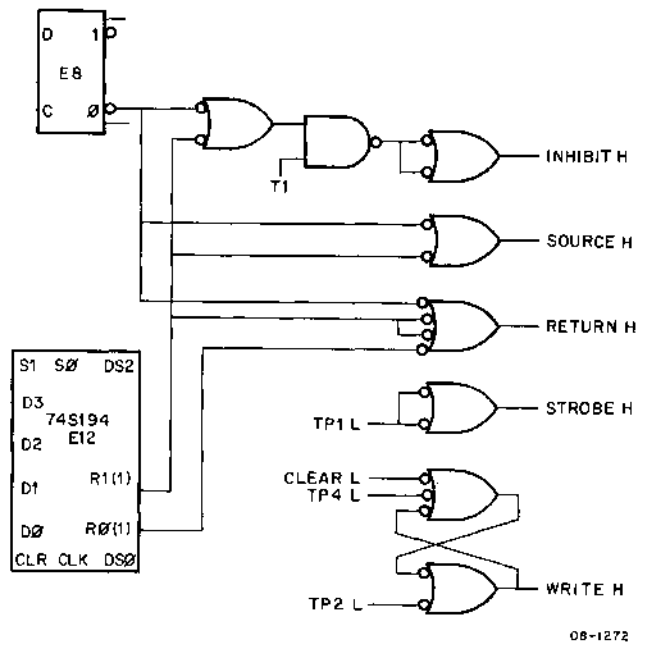 D 1
E8
C Ø
T1
INHIBIT H
SOURCE H
RETURN H
S1 SØ DS2
D3
74S194
E12
D2
D1 R1(1)
DØ RØ(1)
CLR CLK DSØ
TP1 L
STROBE H
CLEAR L
TP4 L
TP2 L
WRITE H
08-1272